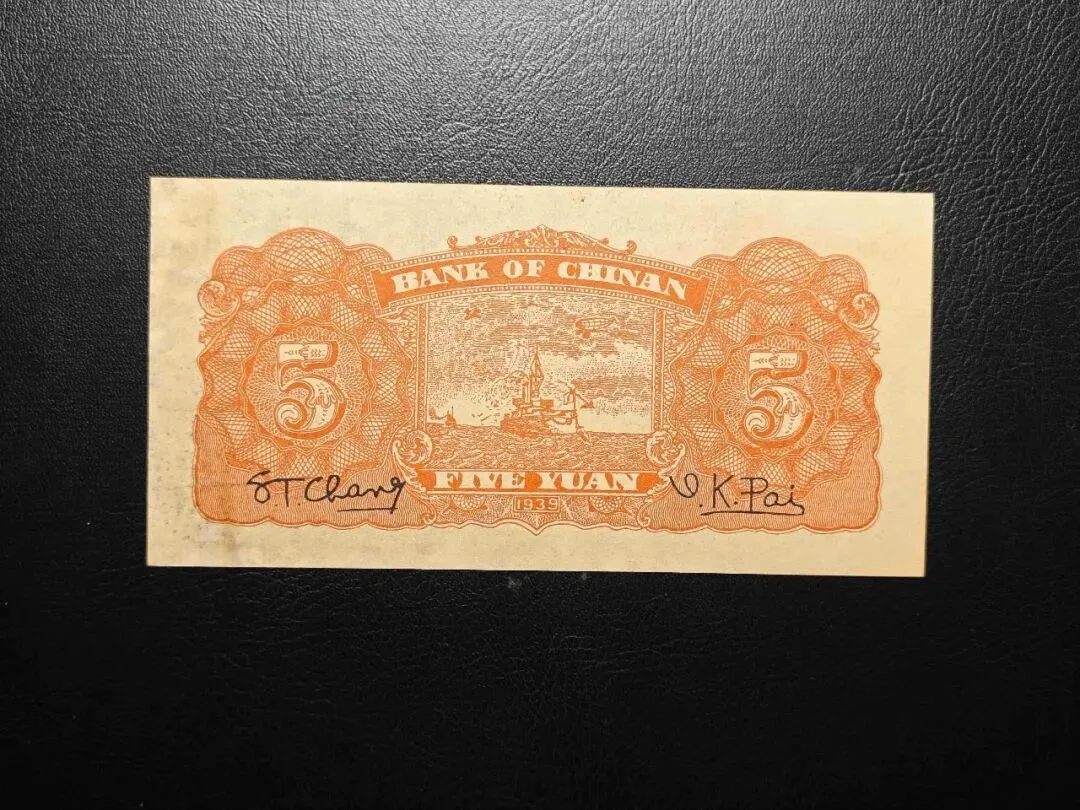 BANK OF CHINAN
5 5
S.T.Chang
FIVE YUAN
V.K.Pai
1939